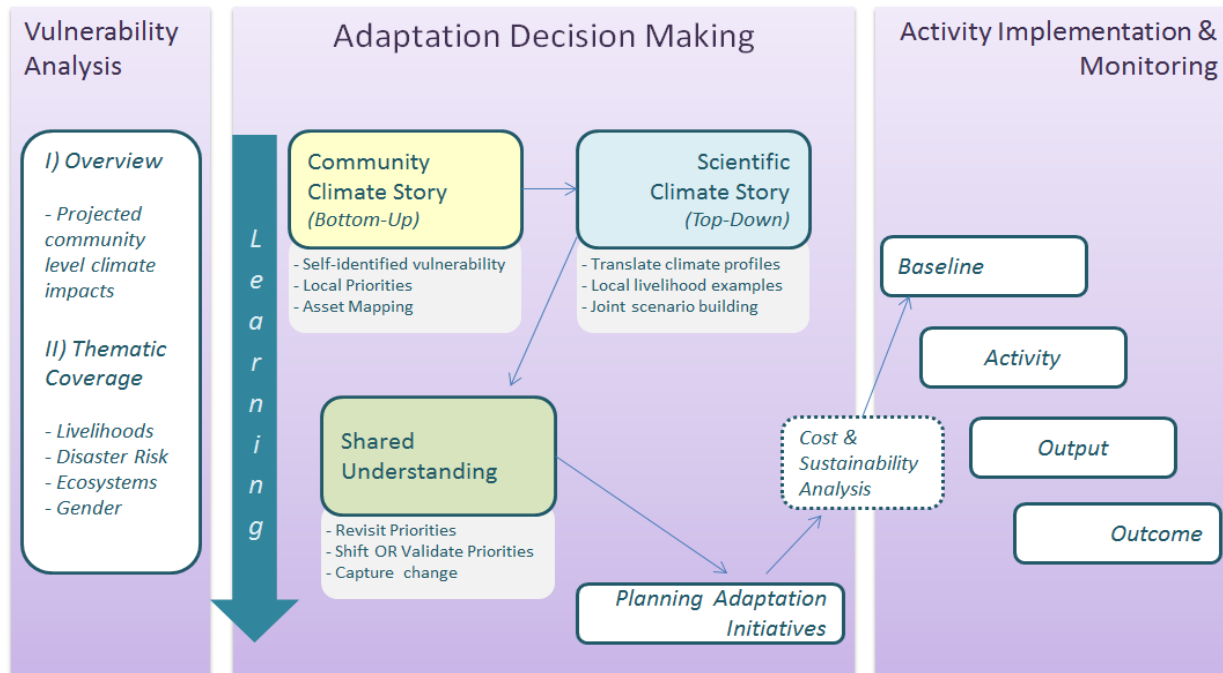 Vulnerability
Analysis
I) Overview
- Projected
community
level climate
impacts
II) Thematic
Coverage
- Livelihoods
- Disaster Risk
- Ecosystems
- Gender
Adaptation Decision Making
Learning
Community
Climate Story
(Bottom-Up)
- Self-identified vulnerability
- Local Priorities
- Asset Mapping
Scientific
Climate Story
(Top-Down)
- Translate climate profiles
- Local livelihood examples
- Joint scenario building
Shared
Understanding
- Revisit Priorities
- Shift OR Validate Priorities
- Capture change
Planning Adaptation
Initiatives
Cost &
Sustainability
Analysis
Activity Implementation &
Monitoring
Baseline
Activity
Output
Outcome